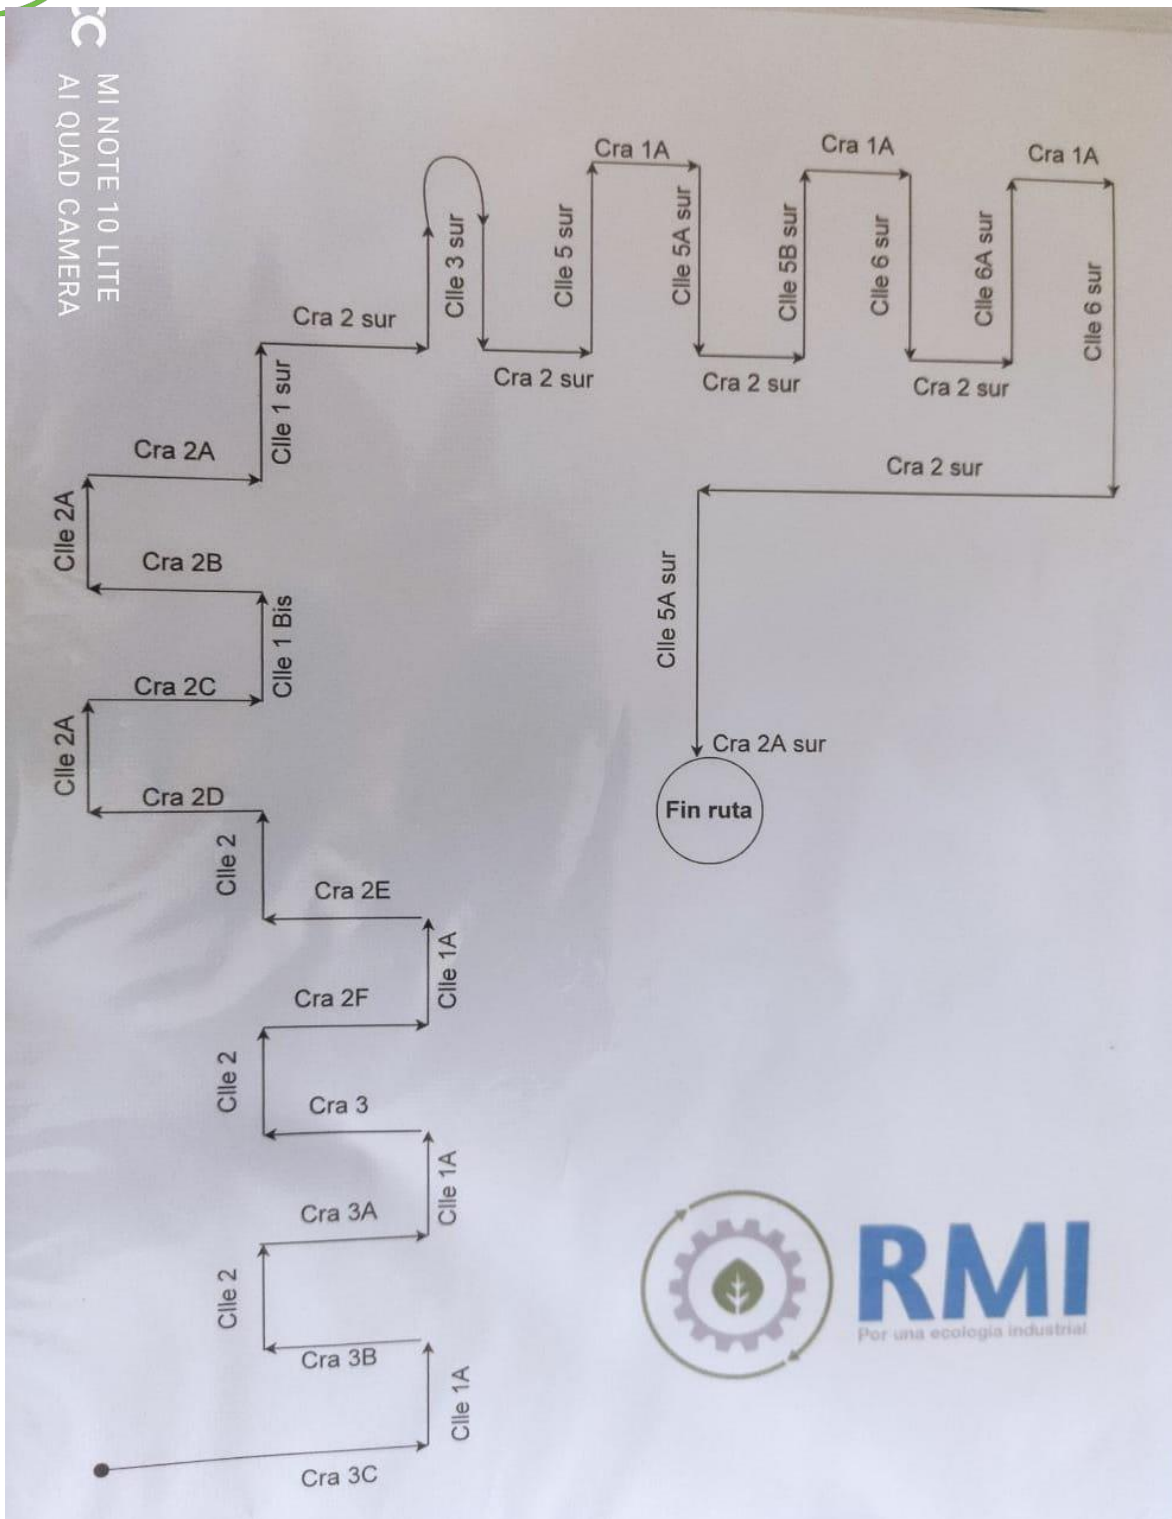 CC
MI NOTE 10 LITE
AI QUAD CAMERA
Cra 1A
Cra 1A
Cra 1A
Clle 3 sur
Clle 5 sur
Clle 5A sur
Clle 5B sur
Clle 6 sur
Clle 6A sur
Clle 6 sur
Cra 2 sur
Cra 2 sur
Cra 2 sur
Cra 2 sur
Clle 1 sur
Cra 2A
Cra 2 sur
Clle 2A
Cra 2B
Clle 1 Bis
Clle 5A sur
Cra 2C
Clle 2A
Cra 2A sur
Cra 2D
Fin ruta
Clle 2
Cra 2E
Clle 1A
Cra 2F
Clle 2
Cra 3
Clle 1A
Cra 3A
Clle 2
RMI
Por una ecologia industrial
Cra 3B
Clle 1A
Cra 3C